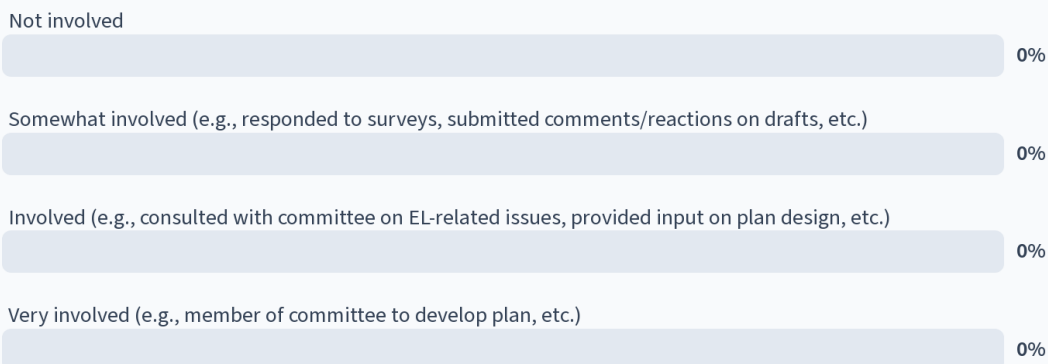 Not involved
0%
Somewhat involved (e.g., responded to surveys, submitted comments/reactions on drafts, etc.)
0%
Involved (e.g., consulted with committee on EL-related issues, provided input on plan design, etc.)
0%
Very involved (e.g., member of committee to develop plan, etc.)
0%